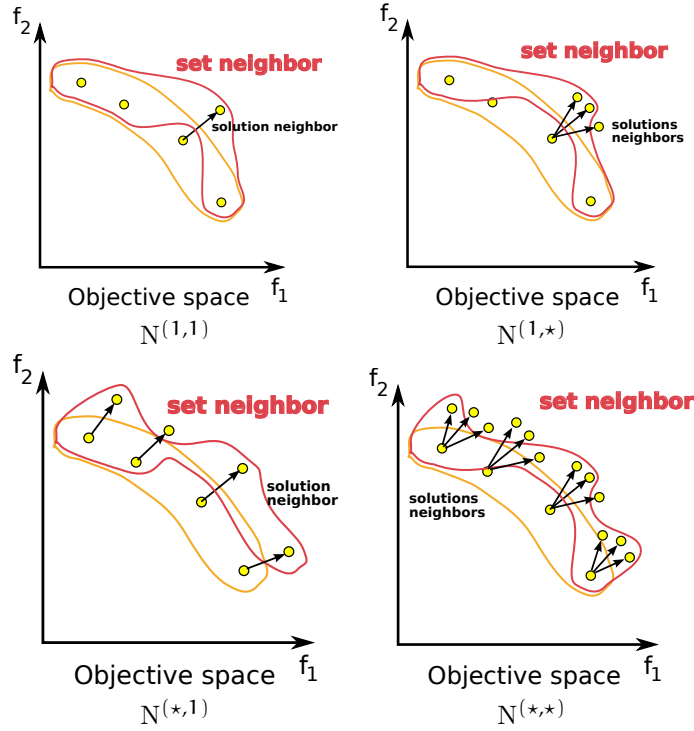 f2
set neighbor
solution neighbor
Objective space
f1
N(1,1)
f2
set neighbor
solutions
neighbors
Objective space
f1
N(1,⋆)
f2
set neighbor
solution
neighbor
Objective space
f1
N(⋆,1)
f2
set neighbor
solutions
neighbors
Objective space
f1
N(⋆,⋆)